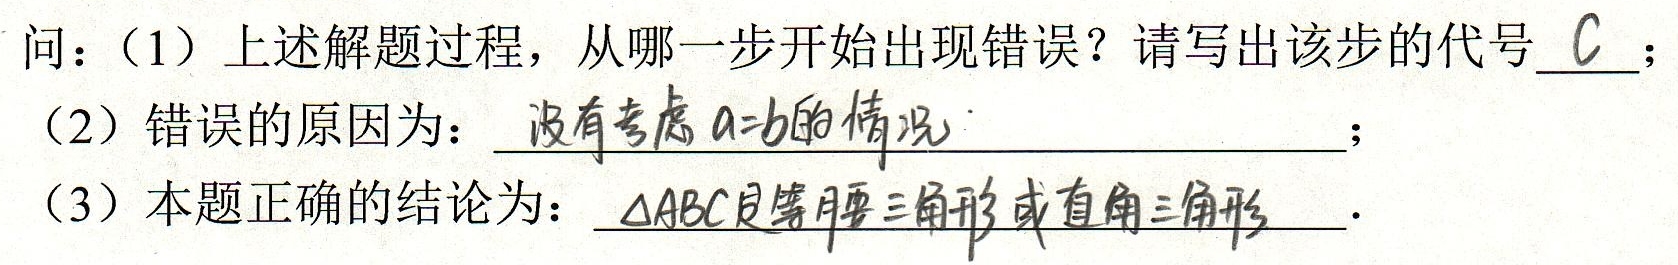 问：（1）上述解题过程，从哪一步开始出现错误？请写出该步的代号 C ；
（2）错误的原因为： 没有考虑 a=b的情况 ；
（3）本题正确的结论为： △ABC是等腰三角形或直角三角形 ．